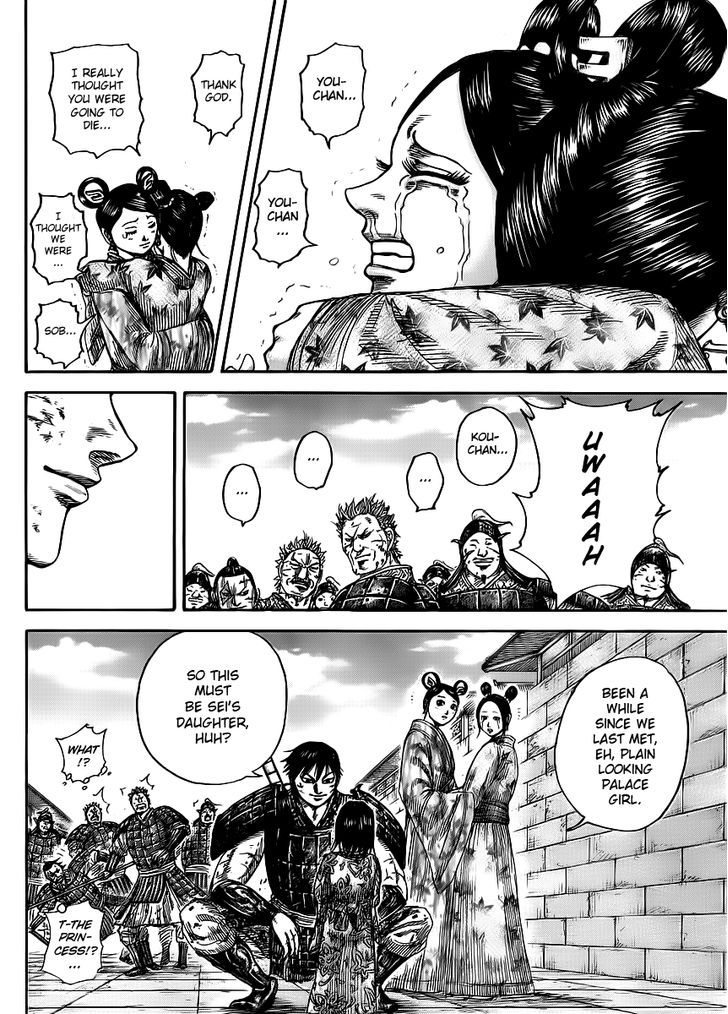 YOU-
CHAN...
YOU-
CHAN
...
THANK
GOD.
I REALLY
THOUGHT
YOU WERE
GOING TO
DIE...
I
THOUGHT
WE
WERE
...
SOB...
UWAAAH
KOU-
CHAN...
...
...
...
BEEN A
WHILE
SINCE WE
LAST MET,
EH, PLAIN
LOOKING
PALACE
GIRL.
SO THIS
MUST
BE SEI'S
DAUGHTER,
HUH?
WHAT
!?
T-THE
PRIN-
CESS!?
...